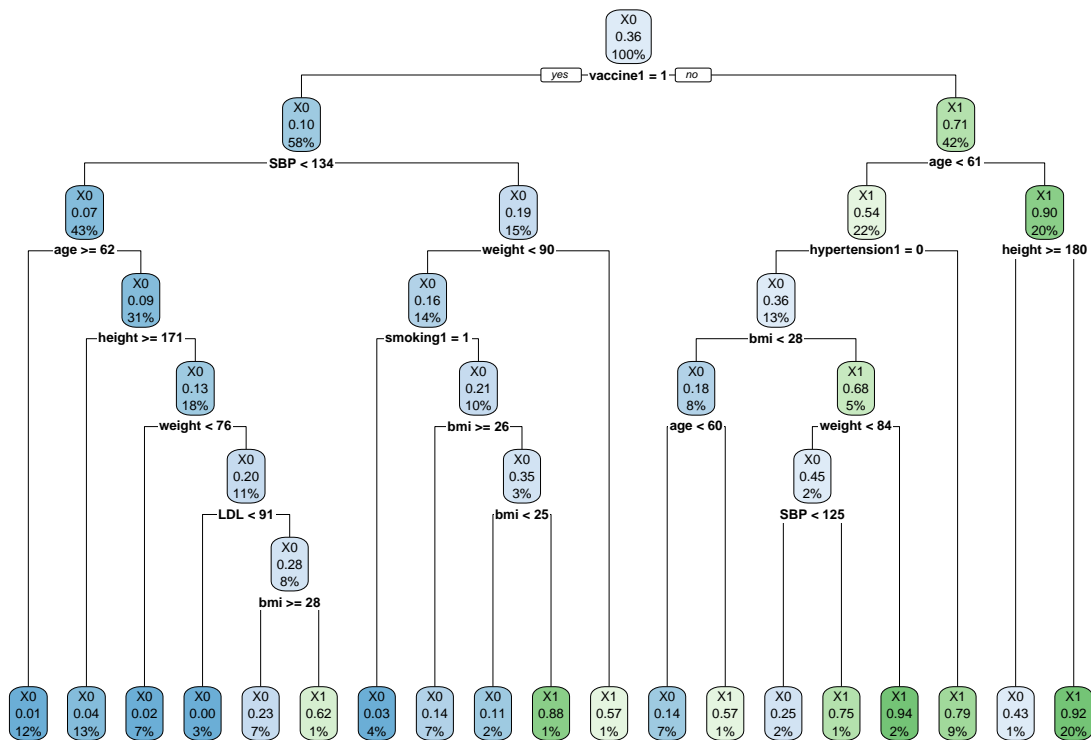 X0
0.36
100%
yes vaccine1 = 1 no
X0
0.10
58%
SBP < 134
X1
0.71
42%
age < 61
X0
0.07
43%
age >= 62
X0
0.19
15%
weight < 90
X1
0.54
22%
hypertension1 = 0
X1
0.90
20%
height >= 180
X0
0.09
31%
height >= 171
X0
0.16
14%
smoking1 = 1
X0
0.36
13%
bmi < 28
X0
0.13
18%
weight < 76
X0
0.21
10%
bmi >= 26
X0
0.18
8%
age < 60
X1
0.68
5%
weight < 84
X0
0.20
11%
LDL < 91
X0
0.35
3%
bmi < 25
X0
0.45
2%
SBP < 125
X0
0.28
8%
bmi >= 28
X0
0.01
12%
X0
0.04
13%
X0
0.02
7%
X0
0.00
3%
X0
0.23
7%
X1
0.62
1%
X0
0.03
4%
X0
0.14
7%
X0
0.11
2%
X1
0.88
1%
X1
0.57
1%
X0
0.14
7%
X1
0.57
1%
X0
0.25
2%
X1
0.75
1%
X1
0.94
2%
X1
0.79
9%
X0
0.43
1%
X1
0.92
20%